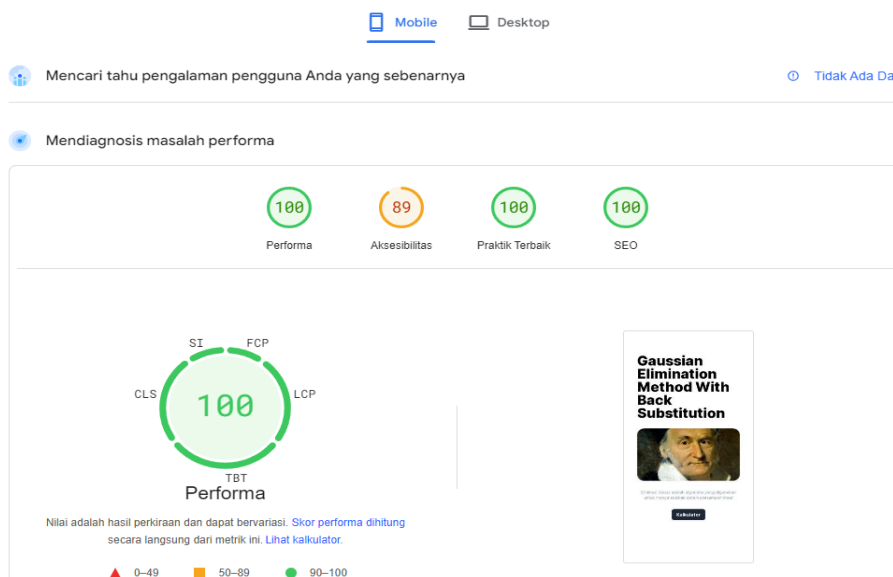 Mobile
Desktop
Mencari tahu pengalaman pengguna Anda yang sebenarnya
Tidak Ada Da
Mendiagnosis masalah performa
100
89
100
100
Performa
Aksesibilitas
Praktik Terbaik
SEO
SI
FCP
CLS
LCP
100
TBT
Performa
Nilai adalah hasil perkiraan dan dapat bervariasi. Skor performa dihitung
secara langsung dari metrik ini. Lihat kalkulator.
0–49
50–89
90–100
Gaussian
Elimination
Method With
Back
Substitution
Kalkulator